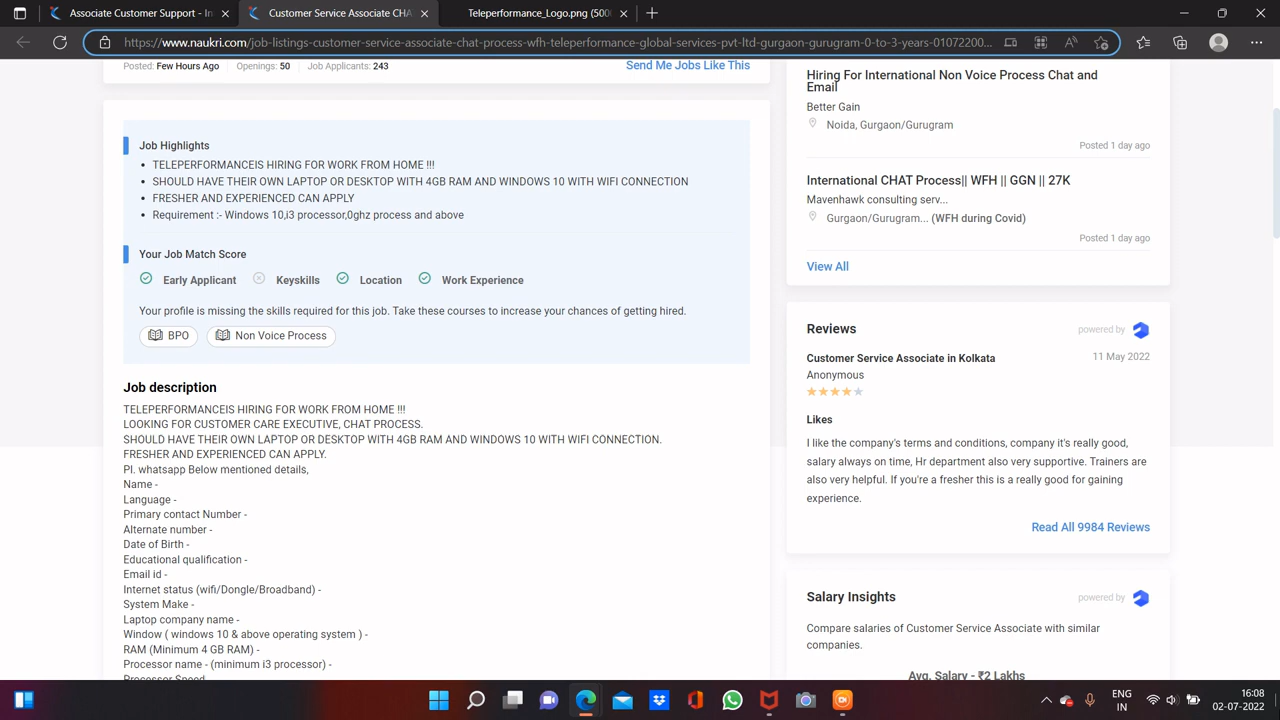 Associate Customer Support - In
Customer Service Associate CHA
Teleperformance_Logo.png (500
https://www.naukri.com/job-listings-customer-service-associate-chat-process-wfh-teleperformance-global-services-pvt-ltd-gurgaon-gurugram-0-to-3-years-01072200...
Posted: Few Hours Ago Openings: 50 Job Applicants: 243
Send Me Jobs Like This
Job Highlights
• TELEPERFORMANCEIS HIRING FOR WORK FROM HOME !!!
• SHOULD HAVE THEIR OWN LAPTOP OR DESKTOP WITH 4GB RAM AND WINDOWS 10 WITH WIFI CONNECTION
• FRESHER AND EXPERIENCED CAN APPLY
• Requirement :- Windows 10,i3 processor,0ghz process and above
Your Job Match Score
Early Applicant Keyskills Location Work Experience
Your profile is missing the skills required for this job. Take these courses to increase your chances of getting hired.
BPO Non Voice Process
Job description
TELEPERFORMANCEIS HIRING FOR WORK FROM HOME !!!
LOOKING FOR CUSTOMER CARE EXECUTIVE, CHAT PROCESS.
SHOULD HAVE THEIR OWN LAPTOP OR DESKTOP WITH 4GB RAM AND WINDOWS 10 WITH WIFI CONNECTION.
FRESHER AND EXPERIENCED CAN APPLY.
Pl. whatsapp Below mentioned details,
Name -
Language -
Primary contact Number -
Alternate number -
Date of Birth -
Educational qualification -
Email id -
Internet status (wifi/Dongle/Broadband) -
System Make -
Laptop company name -
Window ( windows 10 & above operating system ) -
RAM (Minimum 4 GB RAM) -
Processor name - (minimum i3 processor) -
Processor Speed
Hiring For International Non Voice Process Chat and
Email
Better Gain
Noida, Gurgaon/Gurugram
Posted 1 day ago
International CHAT Process|| WFH || GGN || 27K
Mavenhawk consulting serv...
Gurgaon/Gurugram... (WFH during Covid)
Posted 1 day ago
View All
Reviews
powered by
Customer Service Associate in Kolkata
11 May 2022
Anonymous
Likes
I like the company's terms and conditions, company it's really good,
salary always on time, Hr department also very supportive. Trainers are
also very helpful. If you're a fresher this is a really good for gaining
experience.
Read All 9984 Reviews
Salary Insights
powered by
Compare salaries of Customer Service Associate with similar
companies.
Avg. Salary - ₹2 Lakhs
ENG
IN
16:08
02-07-2022